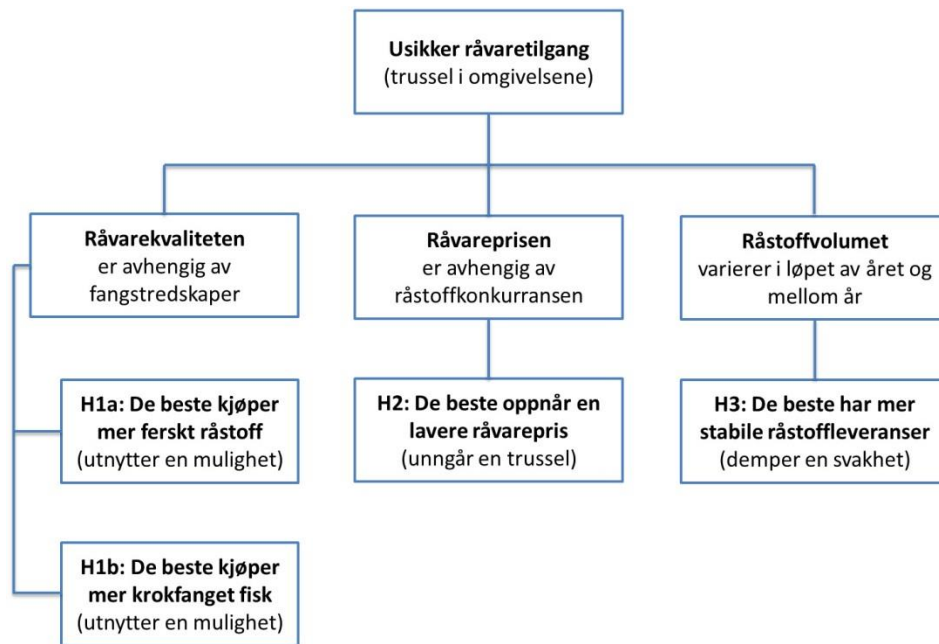 Usikker råvaretilgang
(trussel i omgivelsene)
Råvarekvaliteten
er avhengig av
fangstredskaper
Råvareprisen
er avhengig av
råstoffkonkurransen
Råstoffvolumet
varierer i løpet av året og
mellom år
H1a: De beste kjøper
mer ferskt råstoff
(utnytter en mulighet)
H2: De beste oppnår en
lavere råvarepris
(unngår en trussel)
H3: De beste har mer
stabile råstoffleveranser
(demper en svakhet)
H1b: De beste kjøper
mer krokfanget fisk
(utnytter en mulighet)